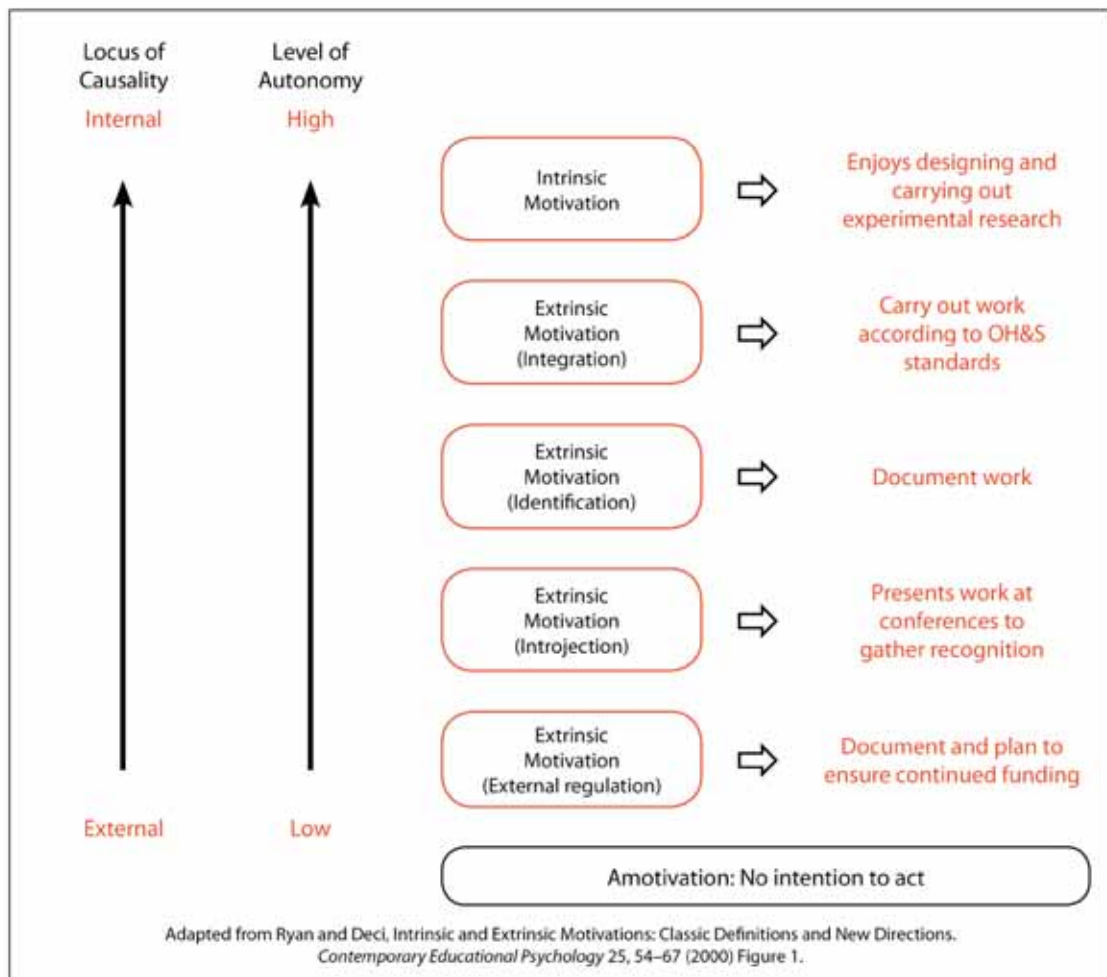 Locus of
Causality
Internal
Level of
Autonomy
High
Intrinsic
Motivation
Enjoys designing and
carrying out
experimental research
Extrinsic
Motivation
(Integration)
Carry out work
according to OH&S
standards
Extrinsic
Motivation
(Identification)
Document work
Extrinsic
Motivation
(Introjection)
Presents work at
conferences to
gather recognition
Extrinsic
Motivation
(External regulation)
Document and plan to
ensure continued funding
External
Low
Amotivation: No intention to act
Adapted from Ryan and Deci, Intrinsic and Extrinsic Motivations: Classic Definitions and New Directions.
Contemporary Educational Psychology 25, 54–67 (2000) Figure 1.